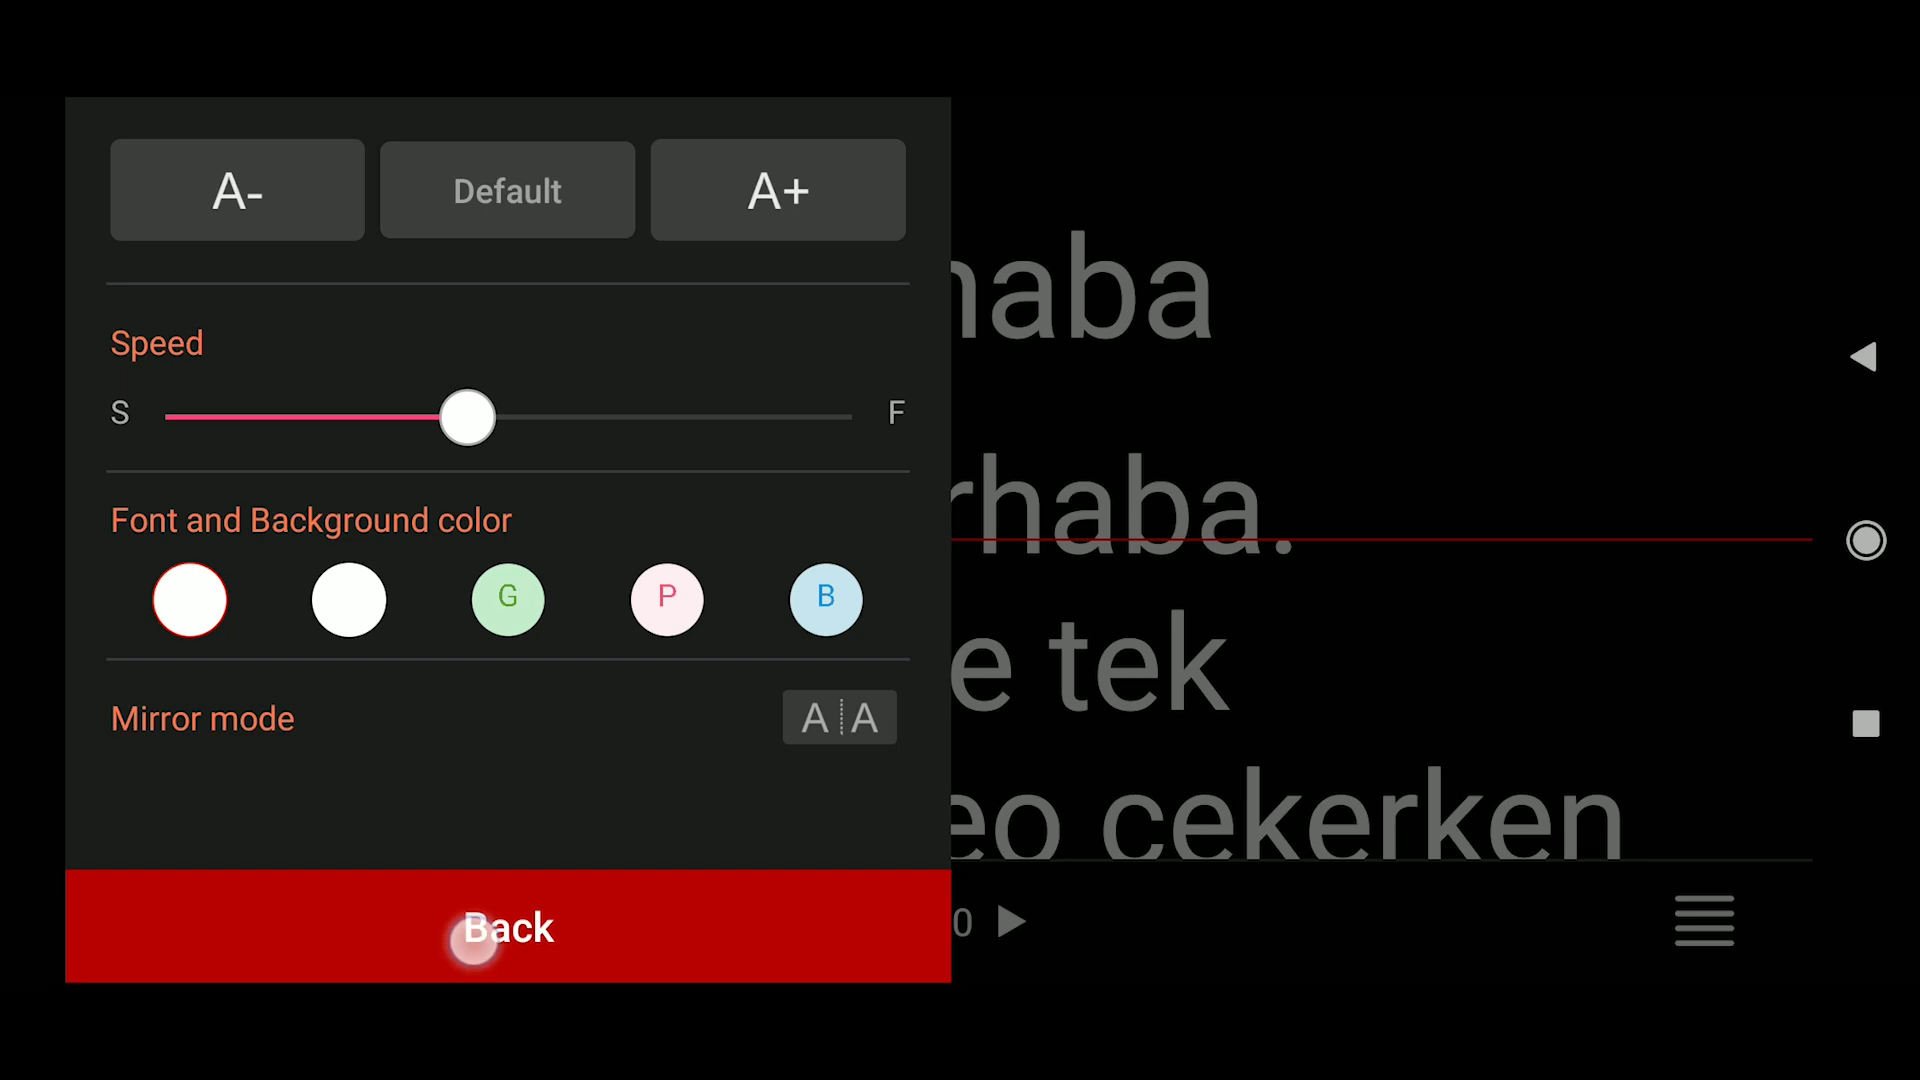 A- Default A+
Speed
S F
Font and Background color
G P B
Mirror mode A A
Back
haba
rhaba.
e tek
eo cekerken
0